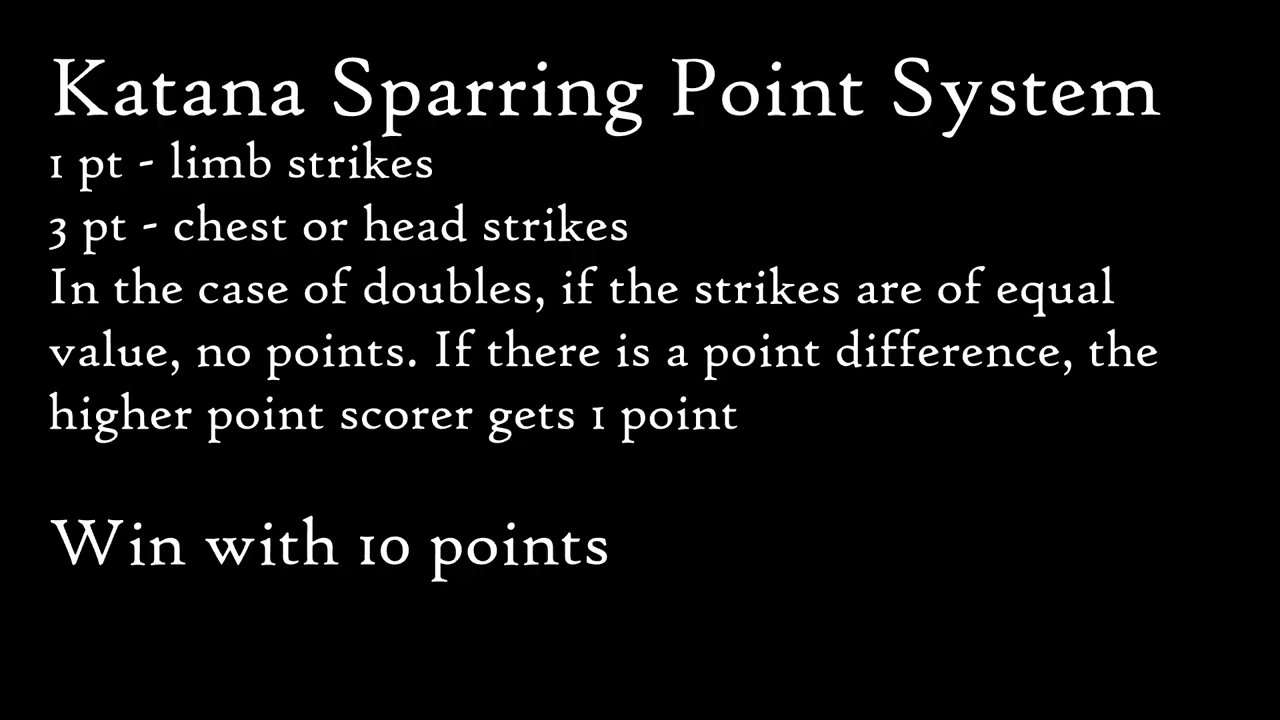 Katana Sparring Point System
1 pt - limb strikes
3 pt - chest or head strikes
In the case of doubles, if the strikes are of equal
value, no points. If there is a point difference, the
higher point scorer gets 1 point
Win with 10 points